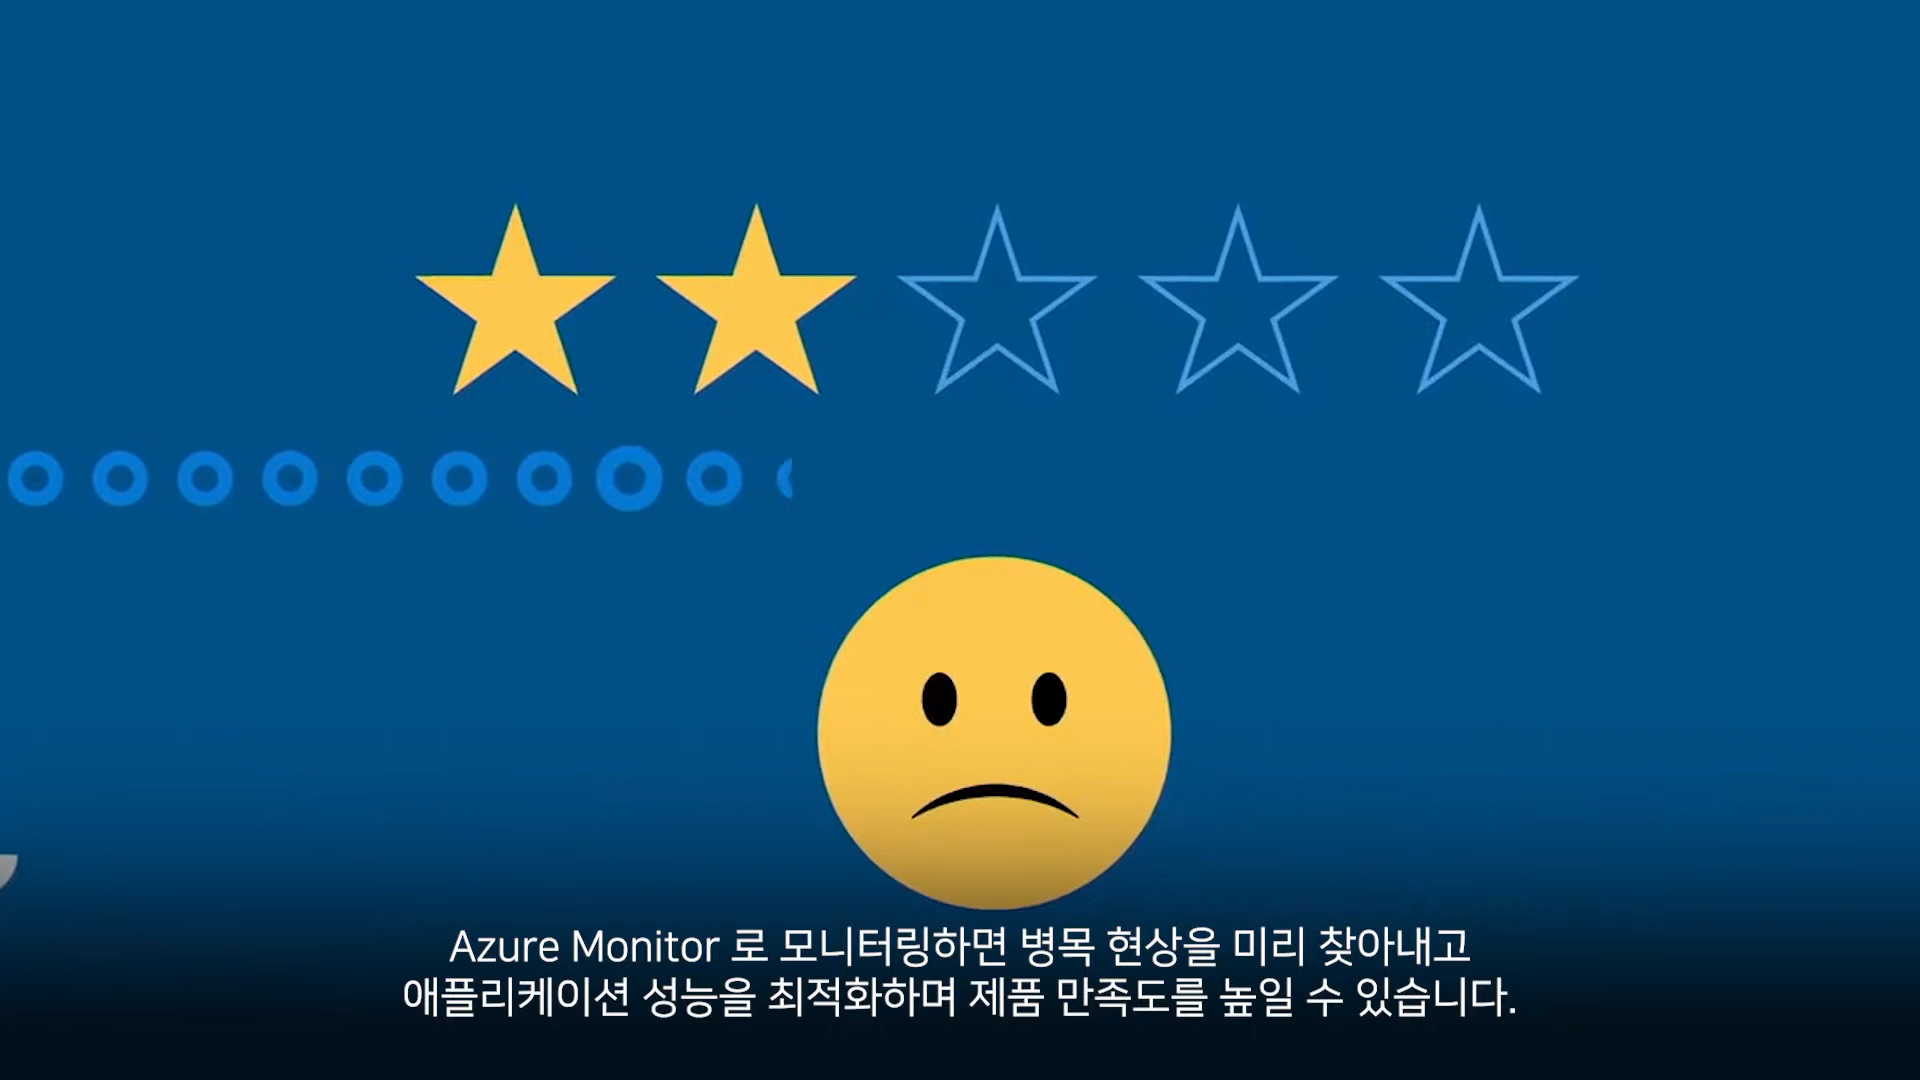 Azure Monitor 로 모니터링하면 병목 현상을 미리 찾아내고
애플리케이션 성능을 최적화하며 제품 만족도를 높일 수 있습니다.